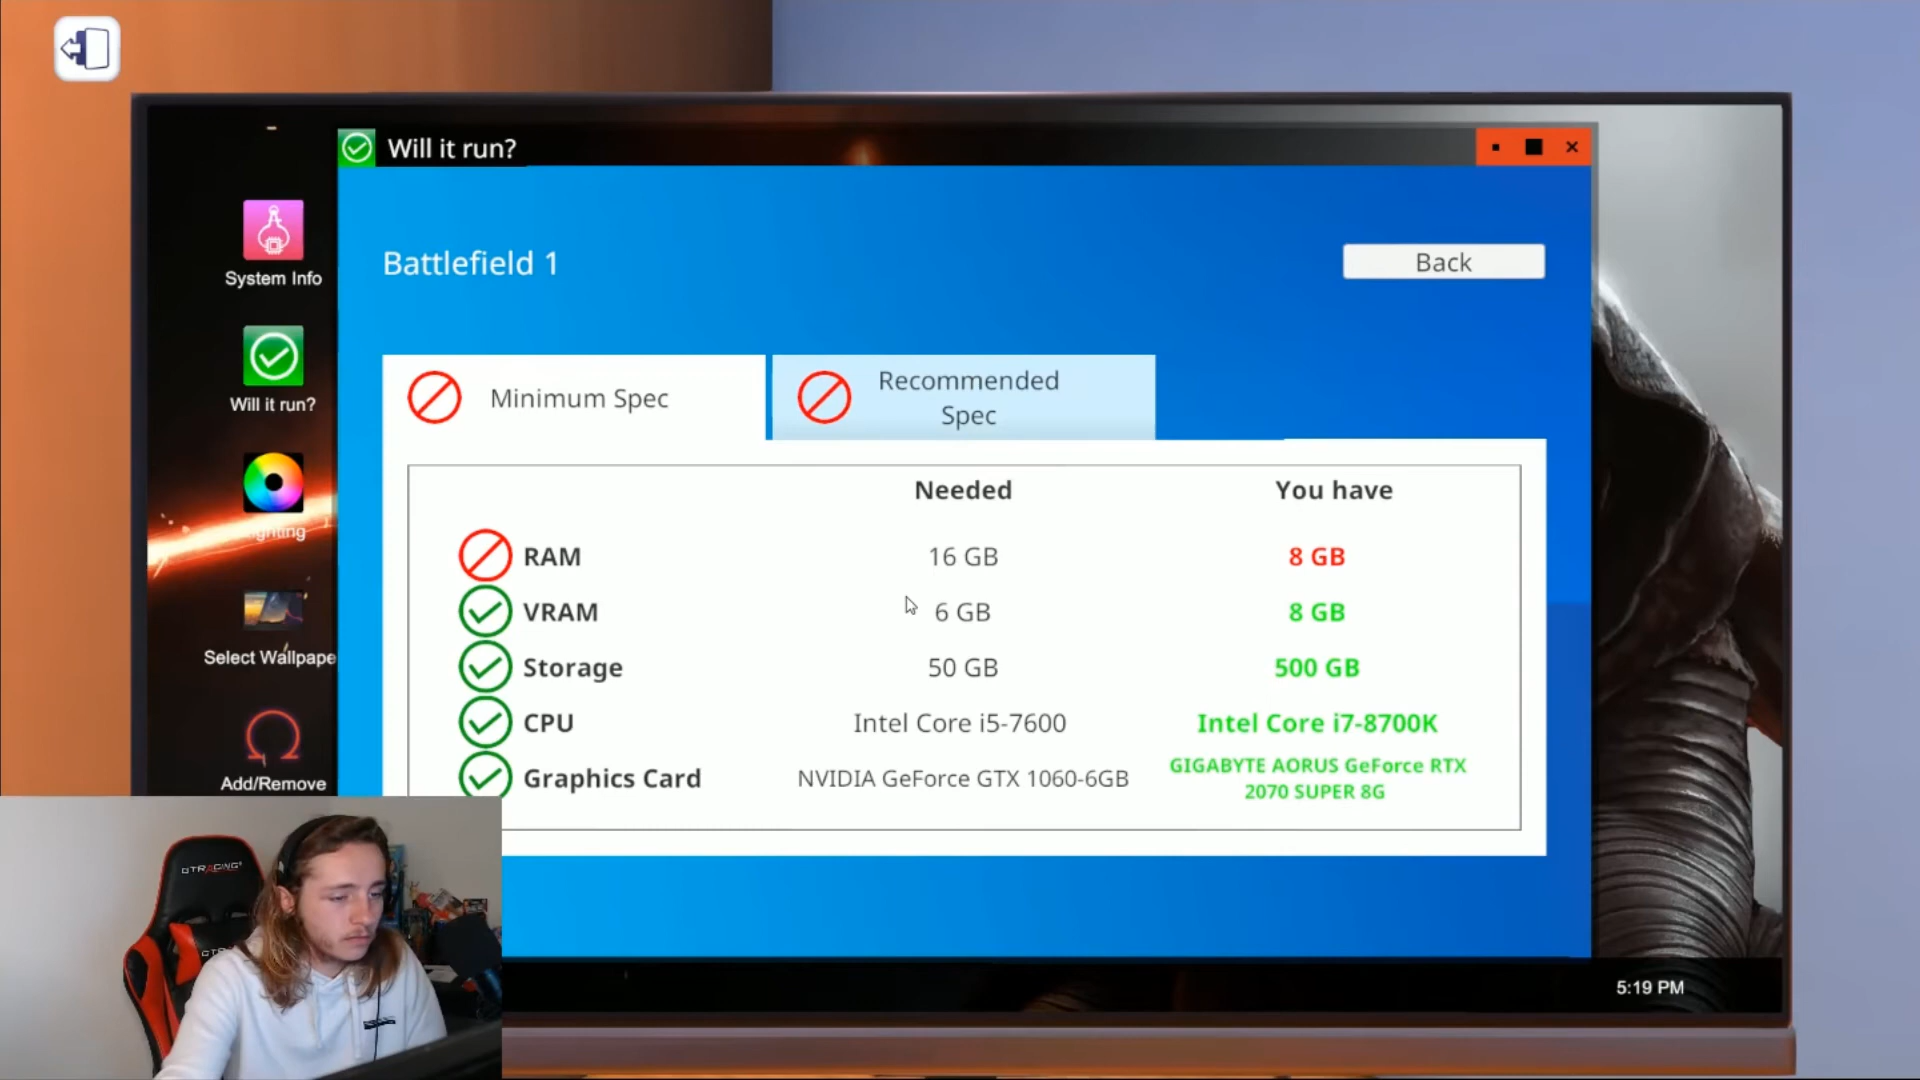 Will it run?
System Info
Battlefield 1
Back
Will it run?
Minimum Spec
Recommended
Spec
Needed
You have
RAM
16 GB
8 GB
VRAM
6 GB
8 GB
Storage
50 GB
500 GB
CPU
Intel Core i5-7600
Intel Core i7-8700K
Graphics Card
NVIDIA GeForce GTX 1060-6GB
GIGABYTE AORUS GeForce RTX
2070 SUPER 8G
Select Wallpape
Add/Remove
GTRACING
5:19 PM